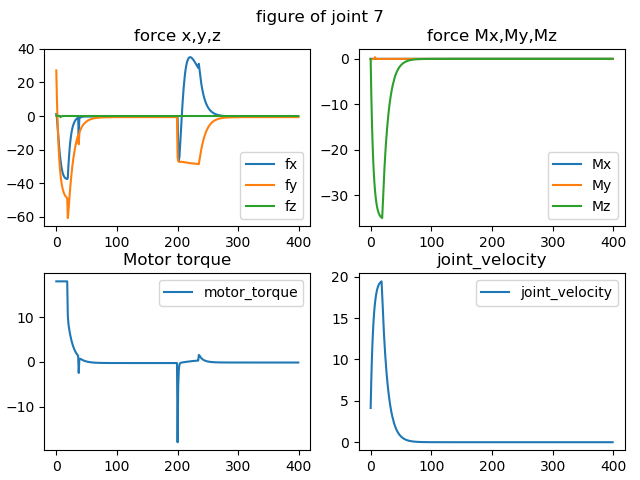 figure of joint 7
force x,y,z
40
20
0
−20
−40
−60
0 100 200 300 400
fx
fy
fz
force Mx,My,Mz
0
−10
−20
−30
0 100 200 300 400
Mx
My
Mz
Motor torque
10
0
−10
0 100 200 300 400
motor_torque
joint_velocity
20
15
10
5
0
0 100 200 300 400
joint_velocity